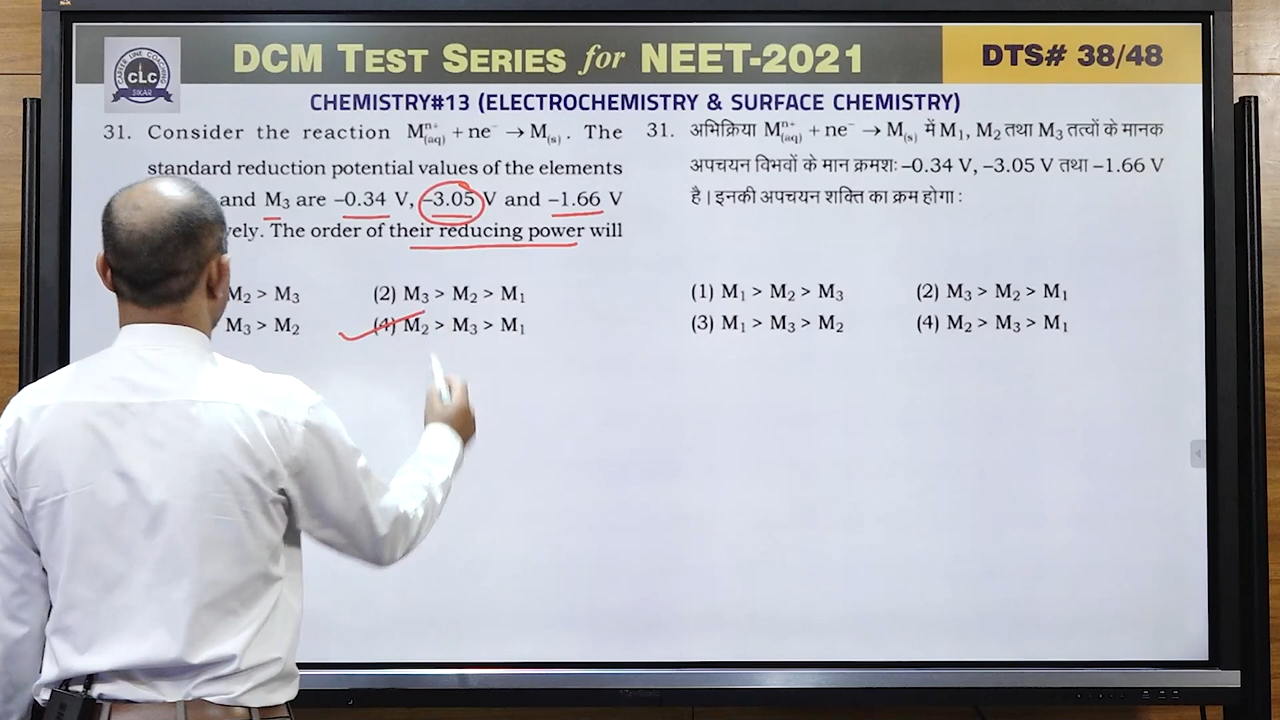 DCM TEST SERIES for NEET-2021
DTS# 38/48
CAREER LINE COACHING
CLC
SIKAR
CHEMISTRY#13 (ELECTROCHEMISTRY & SURFACE CHEMISTRY)
31. Consider the reaction Mⁿ⁺(aq) + ne⁻ → M(s). The
standard reduction potential values of the elements
and M₃ are –0.34 V, –3.05 V and –1.66 V
vely. The order of their reducing power will
M₂ > M₃
(2) M₃ > M₂ > M₁
M₃ > M₂
(4) M₂ > M₃ > M₁
31. अभिक्रिया Mⁿ⁺(aq) + ne⁻ → M(s) में M₁, M₂ तथा M₃ तत्वों के मानक
अपचयन विभवों के मान क्रमशः –0.34 V, –3.05 V तथा –1.66 V
है। इनकी अपचयन शक्ति का क्रम होगा :
(1) M₁ > M₂ > M₃
(2) M₃ > M₂ > M₁
(3) M₁ > M₃ > M₂
(4) M₂ > M₃ > M₁